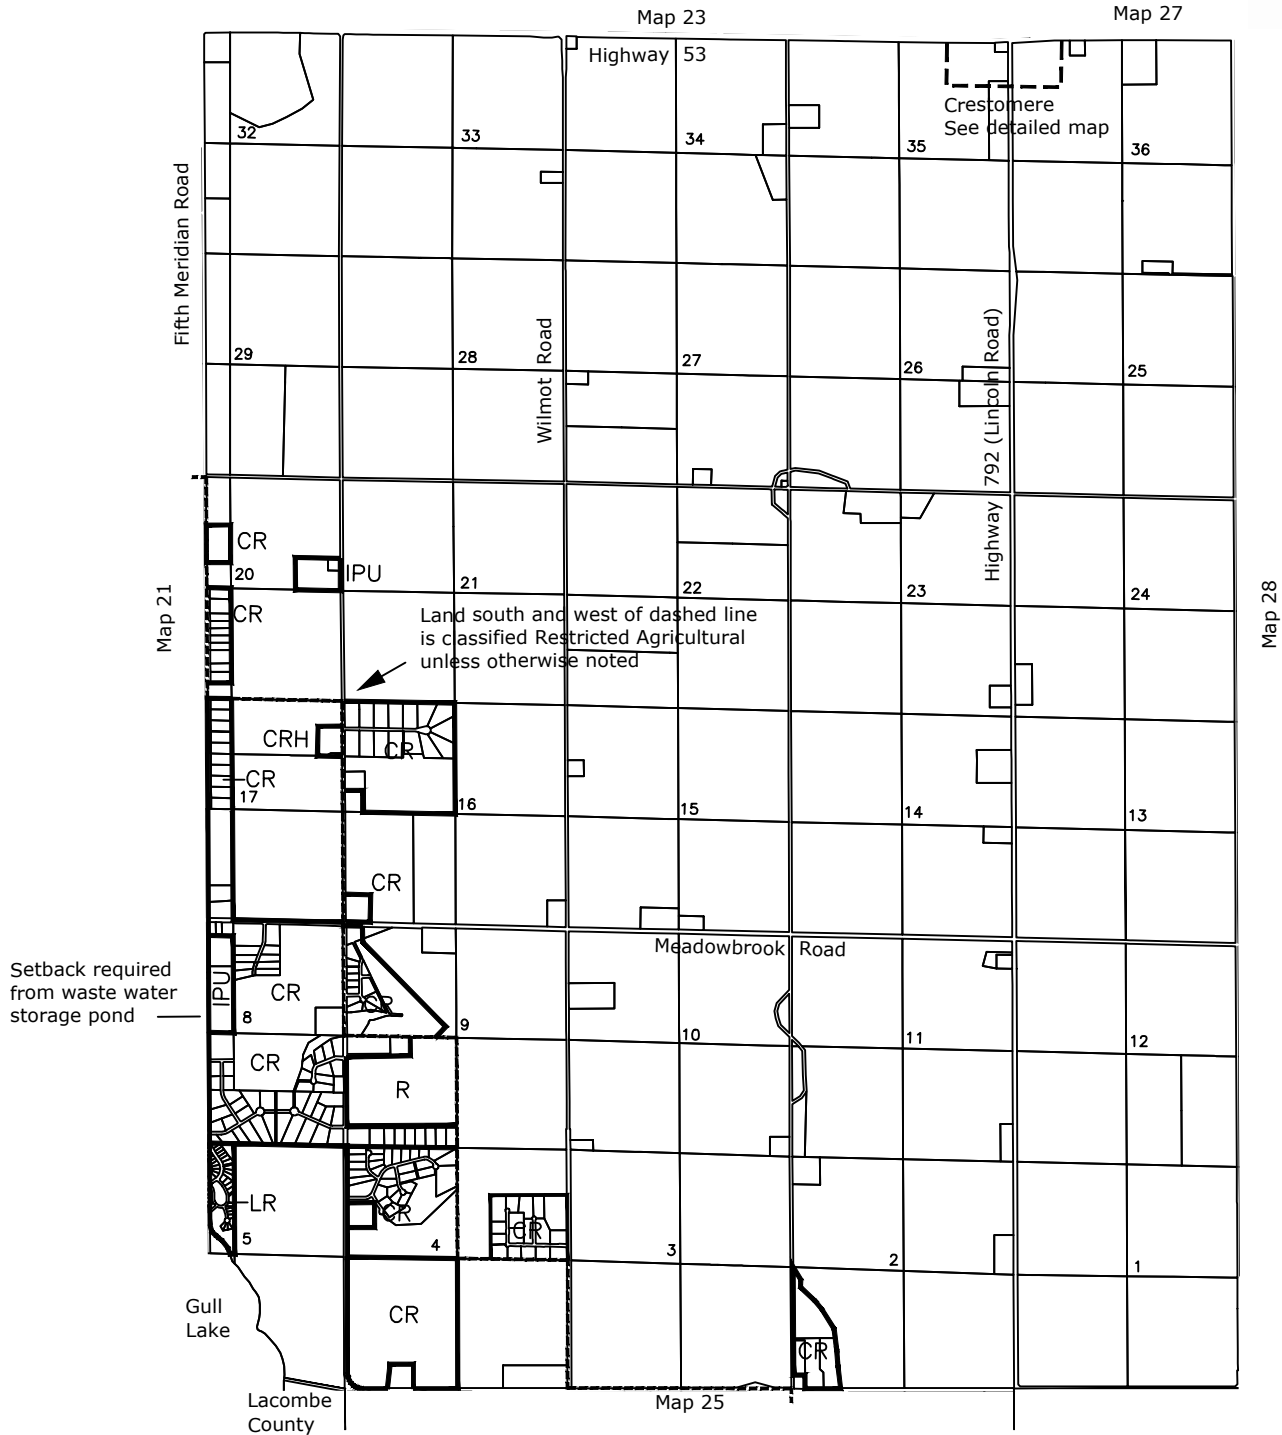 Map 23
Map 27
Highway 53
Crestomere
See detailed map
32
33
34
35
36
Fifth Meridian Road
Wilmot Road
Highway 792 (Lincoln Road)
29
28
27
26
25
CR
IPU
20
21
22
23
24
Map 21
Map 28
CR
Land south and west of dashed line
is classified Restricted Agricultural
unless otherwise noted
CRH
CR
CR
17
16
15
14
13
CR
Meadowbrook Road
Setback required
from waste water
storage pond
IPU
CR
CR
8
9
10
11
12
CR
R
LR
CR
CR
5
4
3
2
1
Gull
Lake
CR
CR
Lacombe
County
Map 25